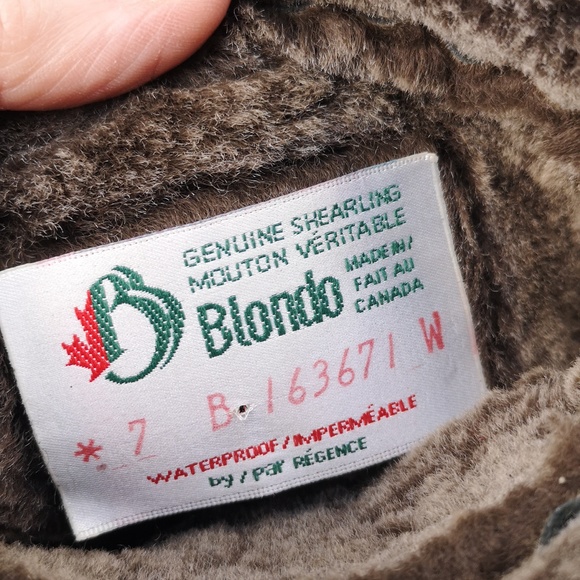 GENUINE SHEARLING
MOUTON VÉRITABLE
B
Blondo
MADE IN/
FAIT AU
CANADA
* 7 B 163671 W
WATERPROOF/IMPERMÉABLE
by/par RÉGENCE